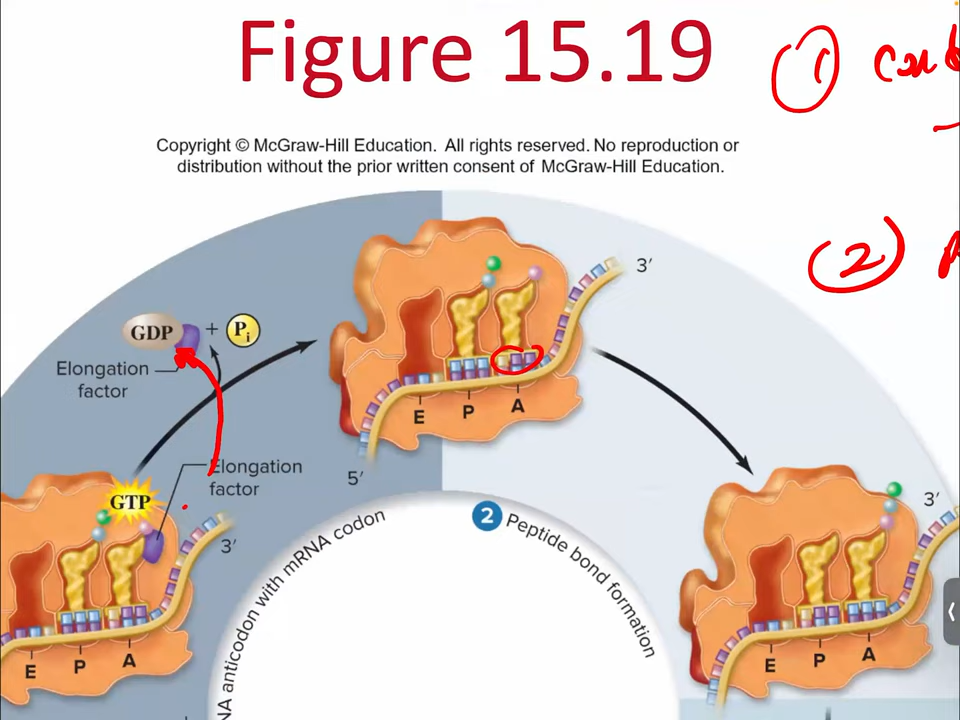 Figure 15.19
1
Copyright © McGraw-Hill Education. All rights reserved. No reproduction or
distribution without the prior written consent of McGraw-Hill Education.
2
3′
GDP + Pi
Elongation
factor
E P A
GTP
Elongation
factor
5′
3′
2 Peptide bond formation
anticodon with mRNA codon
3′
E P A
E P A